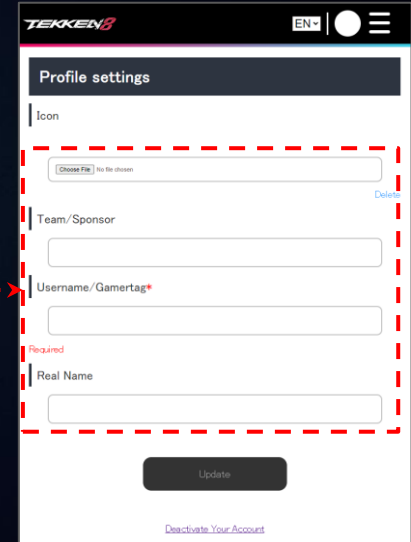 TEKKEN8
EN
Profile settings
Icon
Choose File No file chosen
Delete
Team/Sponsor
Username/Gamertag*
Required
Real Name
Update
Deactivate Your Account